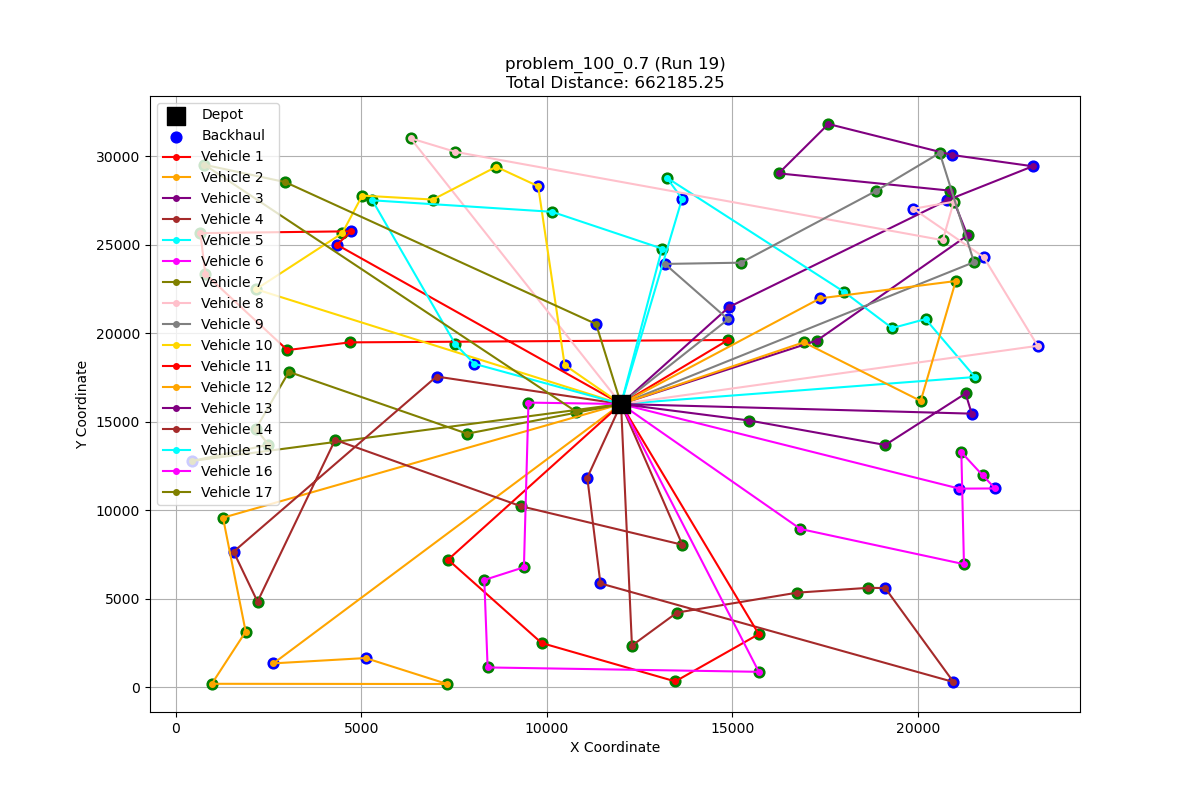 problem_100_0.7 (Run 19)
Total Distance: 662185.25
Depot
Backhaul
Vehicle 1
Vehicle 2
Vehicle 3
Vehicle 4
Vehicle 5
Vehicle 6
Vehicle 7
Vehicle 8
Vehicle 9
Vehicle 10
Vehicle 11
Vehicle 12
Vehicle 13
Vehicle 14
Vehicle 15
Vehicle 16
Vehicle 17
30000
25000
20000
15000
10000
5000
0
Y Coordinate
0 5000 10000 15000 20000
X Coordinate